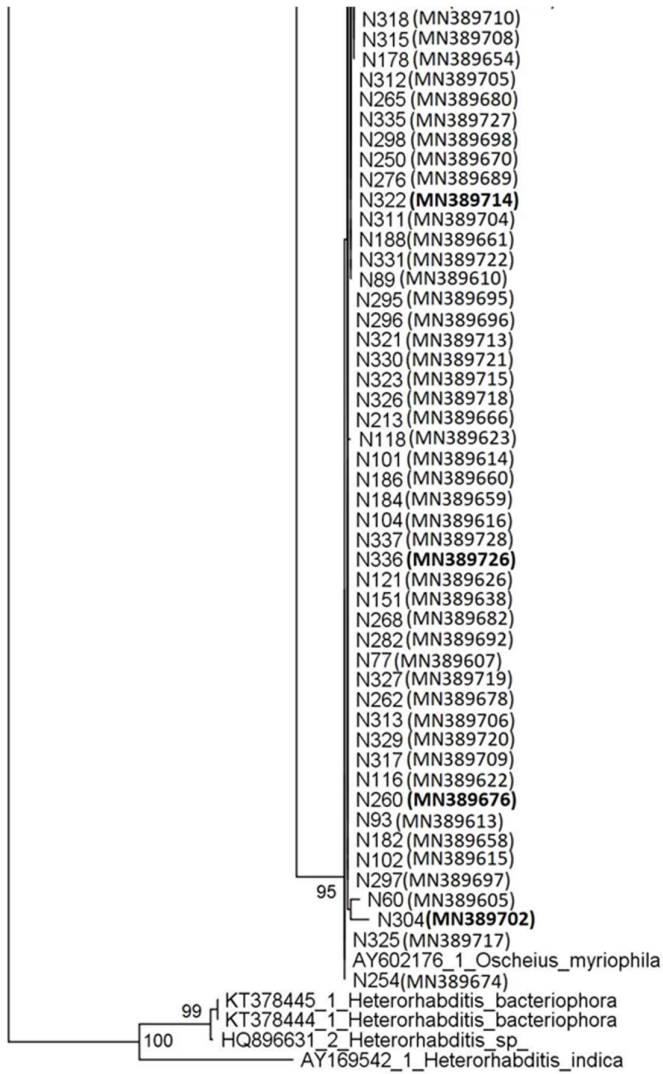 N318 (MN389710)
N315 (MN389708)
N178 (MN389654)
N312 (MN389705)
N265 (MN389680)
N335 (MN389727)
N298 (MN389698)
N250 (MN389670)
N276 (MN389689)
N322 (MN389714)
N311 (MN389704)
N188 (MN389661)
N331 (MN389722)
N89 (MN389610)
N295 (MN389695)
N296 (MN389696)
N321 (MN389713)
N330 (MN389721)
N323 (MN389715)
N326 (MN389718)
N213 (MN389666)
N118 (MN389623)
N101 (MN389614)
N186 (MN389660)
N184 (MN389659)
N104 (MN389616)
N337 (MN389728)
N336 (MN389726)
N121 (MN389626)
N151 (MN389638)
N268 (MN389682)
N282 (MN389692)
N77 (MN389607)
N327 (MN389719)
N262 (MN389678)
N313 (MN389706)
N329 (MN389720)
N317 (MN389709)
N116 (MN389622)
N260 (MN389676)
N93 (MN389613)
N182 (MN389658)
N102 (MN389615)
N297 (MN389697)
95
N60 (MN389605)
N304 (MN389702)
N325 (MN389717)
AY602176_1_Oscheius_myriophila
N254 (MN389674)
KT378445_1_Heterorhabditis_bacteriophora
99
KT378444_1_Heterorhabditis_bacteriophora
100
HQ896631_2_Heterorhabditis_sp_
AY169542_1_Heterorhabditis_indica